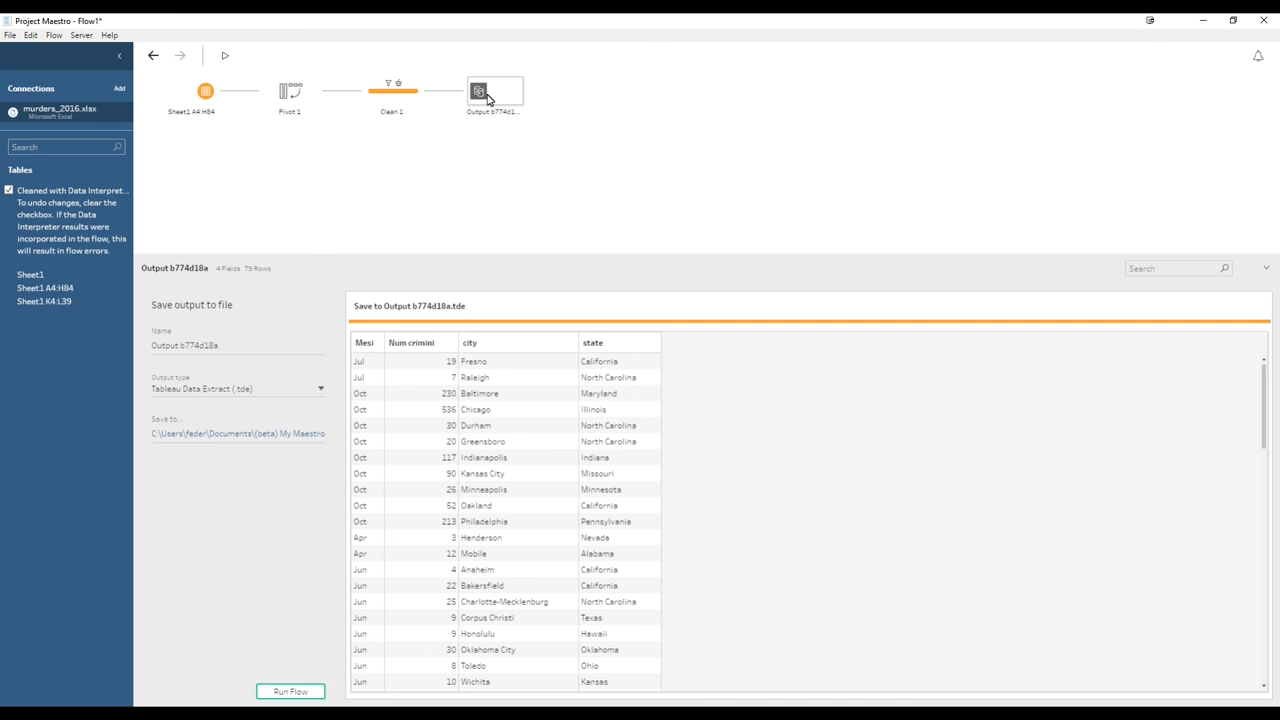 Project Maestro - Flow1*
File Edit Flow Server Help
Connections Add
murders_2016.xlsx
Microsoft Excel
Search
Tables
Cleaned with Data Interpret...
To undo changes, clear the
checkbox. If the Data
Interpreter results were
incorporated in the flow, this
will result in flow errors.
Sheet1
Sheet1 A4:H84
Sheet1 K4:L39
Sheet1 A4:H84 Pivot 1 Clean 1 Output b774d1...
Output b774d18a 4 Fields 79 Rows Search
Save output to file
Name
Output b774d18a
Output type
Tableau Data Extract (.tde)
Save to...
C:\Users\feder\Documents\(beta) My Maestro
Run Flow
Save to Output b774d18a.tde
Mesi Num crimini city state
Jul 19 Fresno California
Jul 7 Raleigh North Carolina
Oct 230 Baltimore Maryland
Oct 536 Chicago Illinois
Oct 30 Durham North Carolina
Oct 20 Greensboro North Carolina
Oct 117 Indianapolis Indiana
Oct 90 Kansas City Missouri
Oct 26 Minneapolis Minnesota
Oct 52 Oakland California
Oct 213 Philadelphia Pennsylvania
Apr 3 Henderson Nevada
Apr 12 Mobile Alabama
Jun 4 Anaheim California
Jun 22 Bakersfield California
Jun 25 Charlotte-Mecklenburg North Carolina
Jun 9 Corpus Christi Texas
Jun 9 Honolulu Hawaii
Jun 30 Oklahoma City Oklahoma
Jun 8 Toledo Ohio
Jun 10 Wichita Kansas